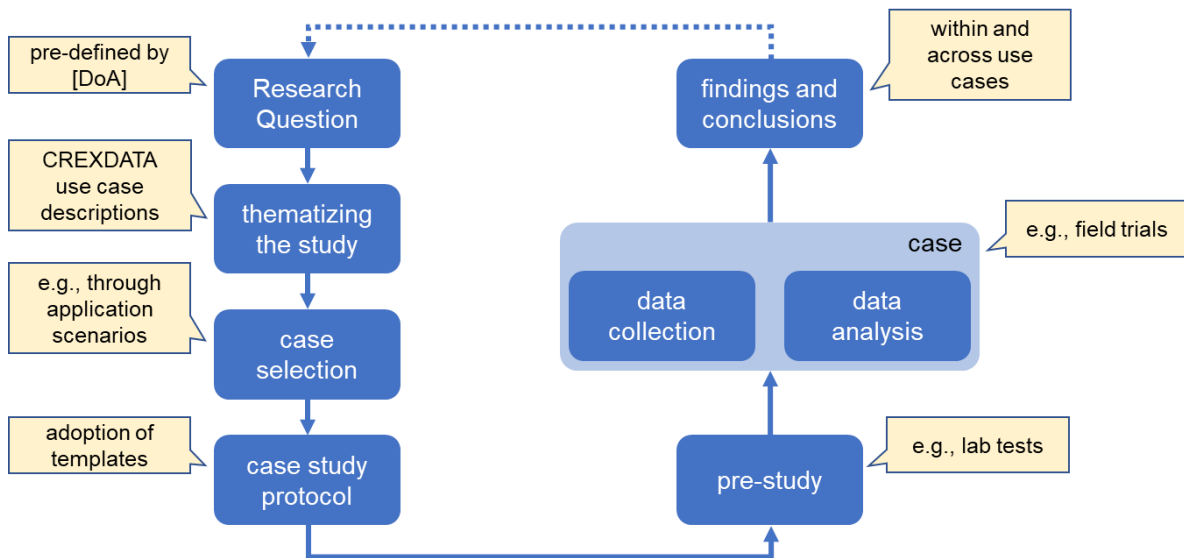 pre-defined by
[DoA]
Research
Question
CREXDATA
use case
descriptions
thematizing
the study
e.g., through
application
scenarios
case
selection
adoption of
templates
case study
protocol
findings and
conclusions
within and
across use
cases
case
e.g., field trials
data
collection
data
analysis
pre-study
e.g., lab tests